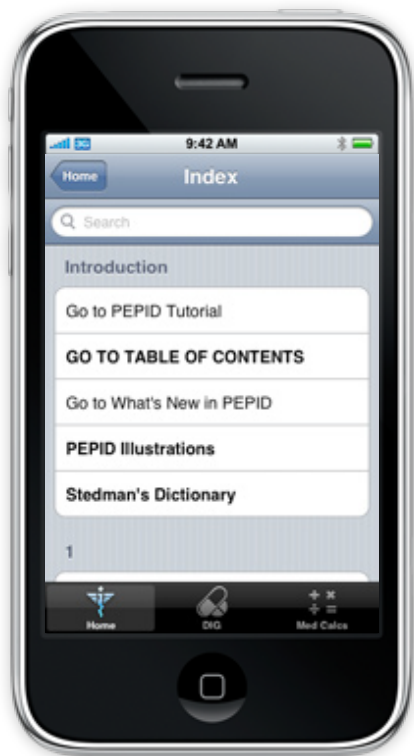 3G 9:42 AM
Home Index
Search
Introduction
Go to PEPID Tutorial
GO TO TABLE OF CONTENTS
Go to What's New in PEPID
PEPID Illustrations
Stedman's Dictionary
1
Home DIG Med Calcs